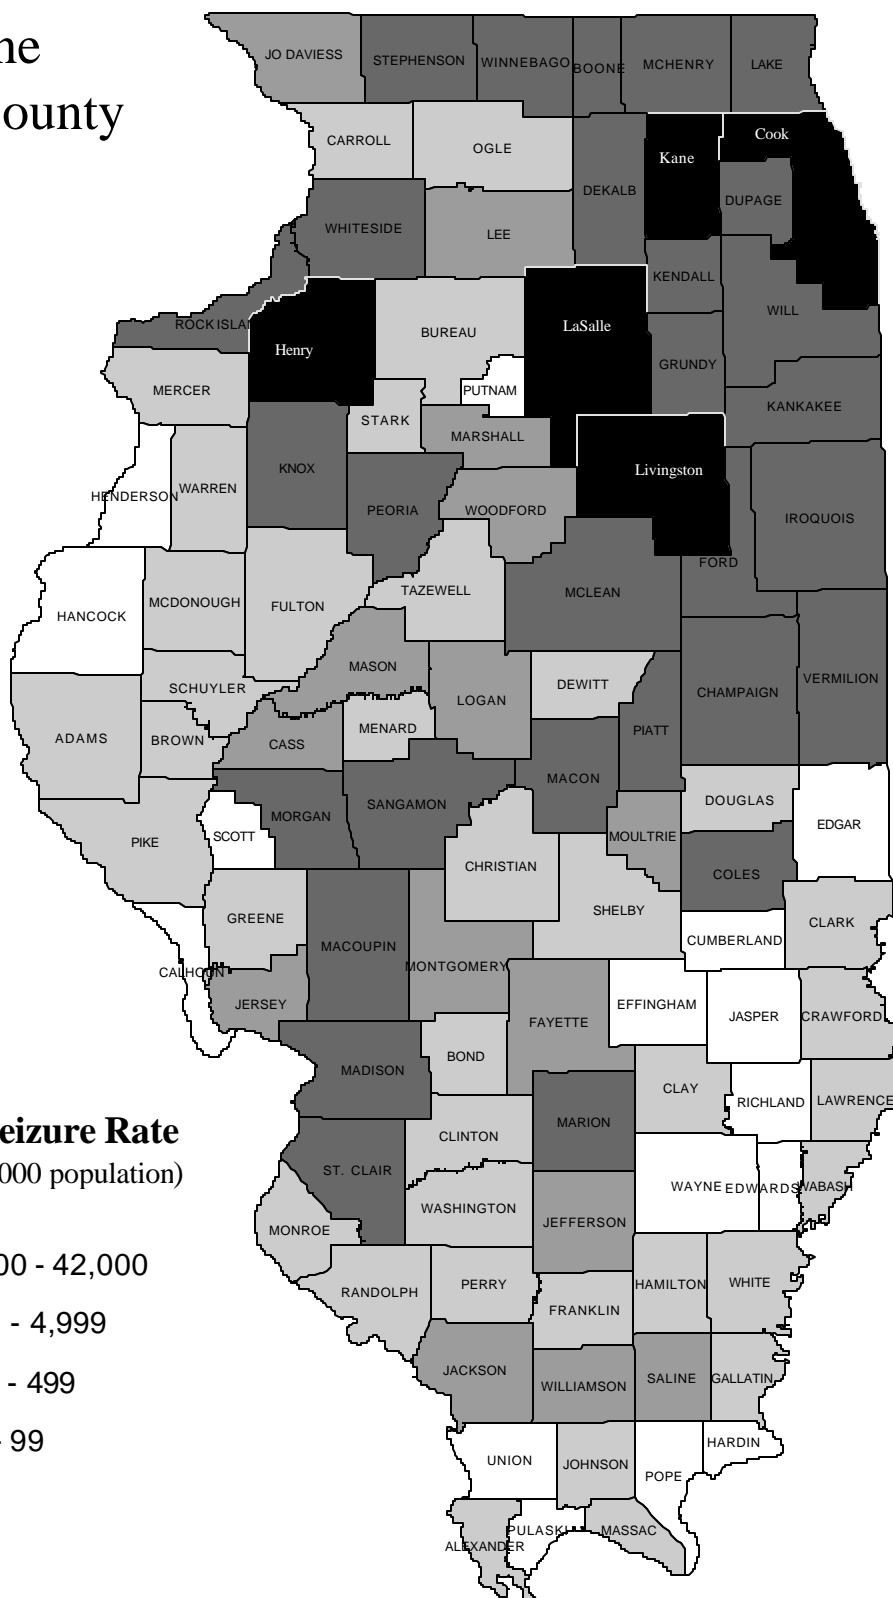 ne
ounty
JO DAVIESS
STEPHENSON
WINNEBAGO
BOONE
MCHENRY
LAKE
CARROLL
OGLE
Cook
Kane
DEKALB
DUPAGE
WHITESIDE
LEE
KENDALL
ROCK ISLA
Henry
BUREAU
LaSalle
WILL
GRUNDY
MERCER
PUTNAM
STARK
MARSHALL
KANKAKEE
HENDERSON
WARREN
KNOX
PEORIA
WOODFORD
Livingston
IROQUOIS
FORD
HANCOCK
MCDONOUGH
FULTON
TAZEWELL
MCLEAN
SCHUYLER
MASON
LOGAN
DEWITT
CHAMPAIGN
VERMILION
ADAMS
BROWN
CASS
MENARD
PIATT
MACON
PIKE
SCOTT
MORGAN
SANGAMON
DOUGLAS
EDGAR
MOULTRIE
CHRISTIAN
COLES
GREENE
MACOUPIN
SHELBY
CLARK
CUMBERLAND
CALHOUN
MONTGOMERY
JERSEY
FAYETTE
EFFINGHAM
JASPER
CRAWFORD
MADISON
BOND
CLAY
RICHLAND
LAWRENCE
MARION
eizure Rate
CLINTON
000 population)
ST. CLAIR
WAYNE
EDWARDS
WABASH
MONROE
WASHINGTON
JEFFERSON
00 - 42,000
RANDOLPH
PERRY
HAMILTON
WHITE
FRANKLIN
- 4,999
JACKSON
WILLIAMSON
SALINE
GALLATIN
- 499
- 99
UNION
JOHNSON
POPE
HARDIN
ALEXANDER
PULASKI
MASSAC